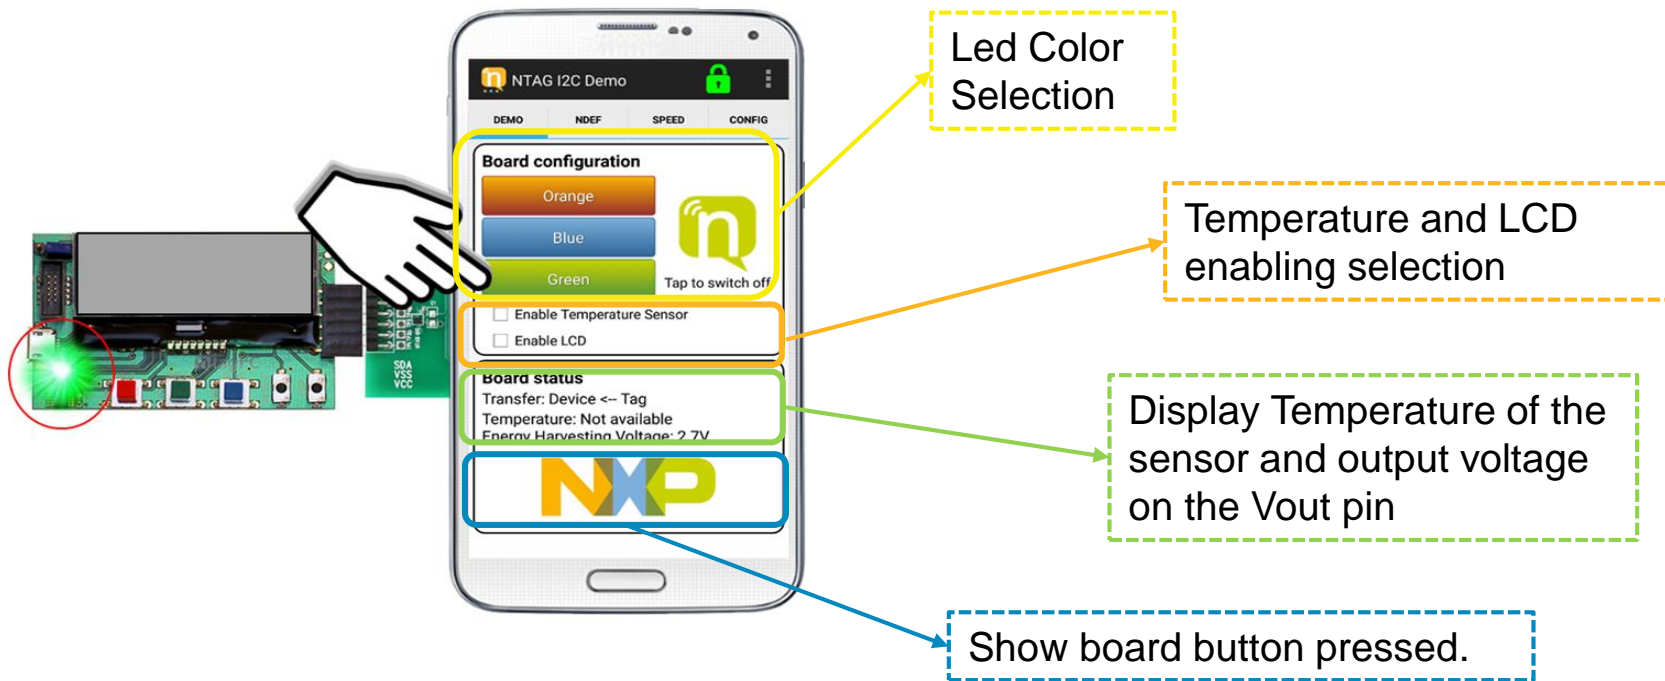 NTAG I2C Demo
DEMO NDEF SPEED CONFIG
Board configuration
Orange
Blue
Green
Tap to switch off
Enable Temperature Sensor
Enable LCD
Board status
Transfer: Device <-- Tag
Temperature: Not available
Energy Harvesting Voltage: 2.7V
NXP
SDA
VSS
VCC
Led Color
Selection
Temperature and LCD
enabling selection
Display Temperature of the
sensor and output voltage
on the Vout pin
Show board button pressed.